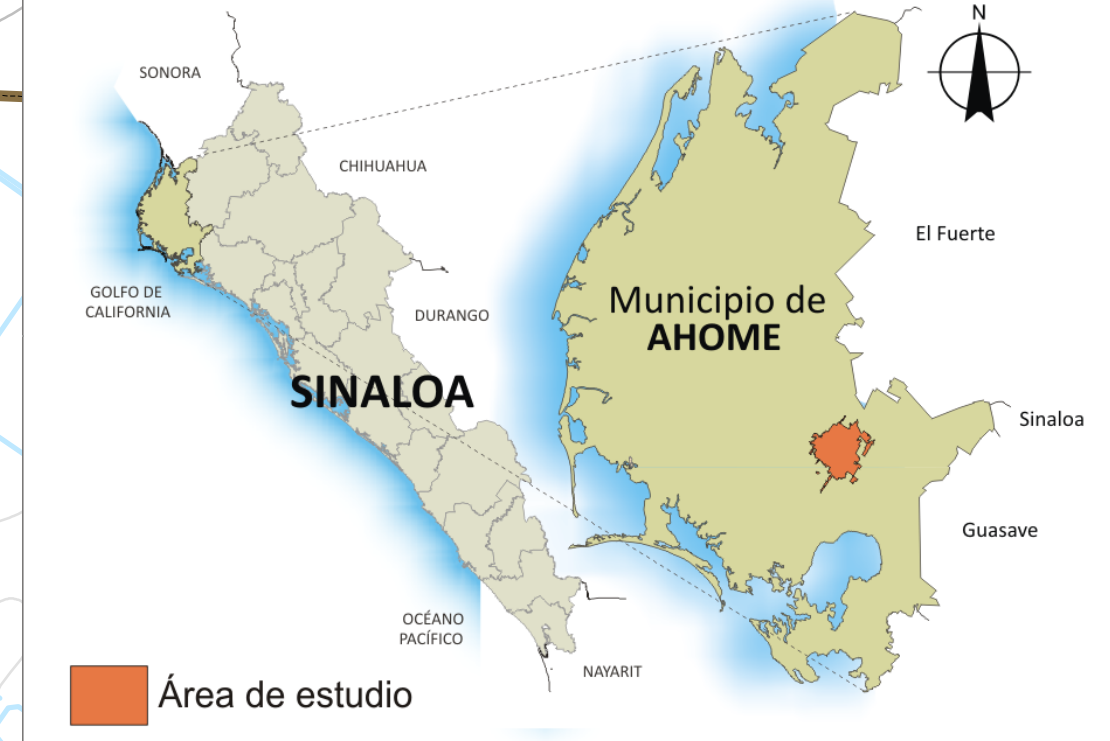 N
SONORA
CHIHUAHUA
El Fuerte
GOLFO DE
CALIFORNIA
DURANGO
Municipio de
AHOME
SINALOA
Sinaloa
Guasave
OCÉANO
PACÍFICO
NAYARIT
Área de estudio